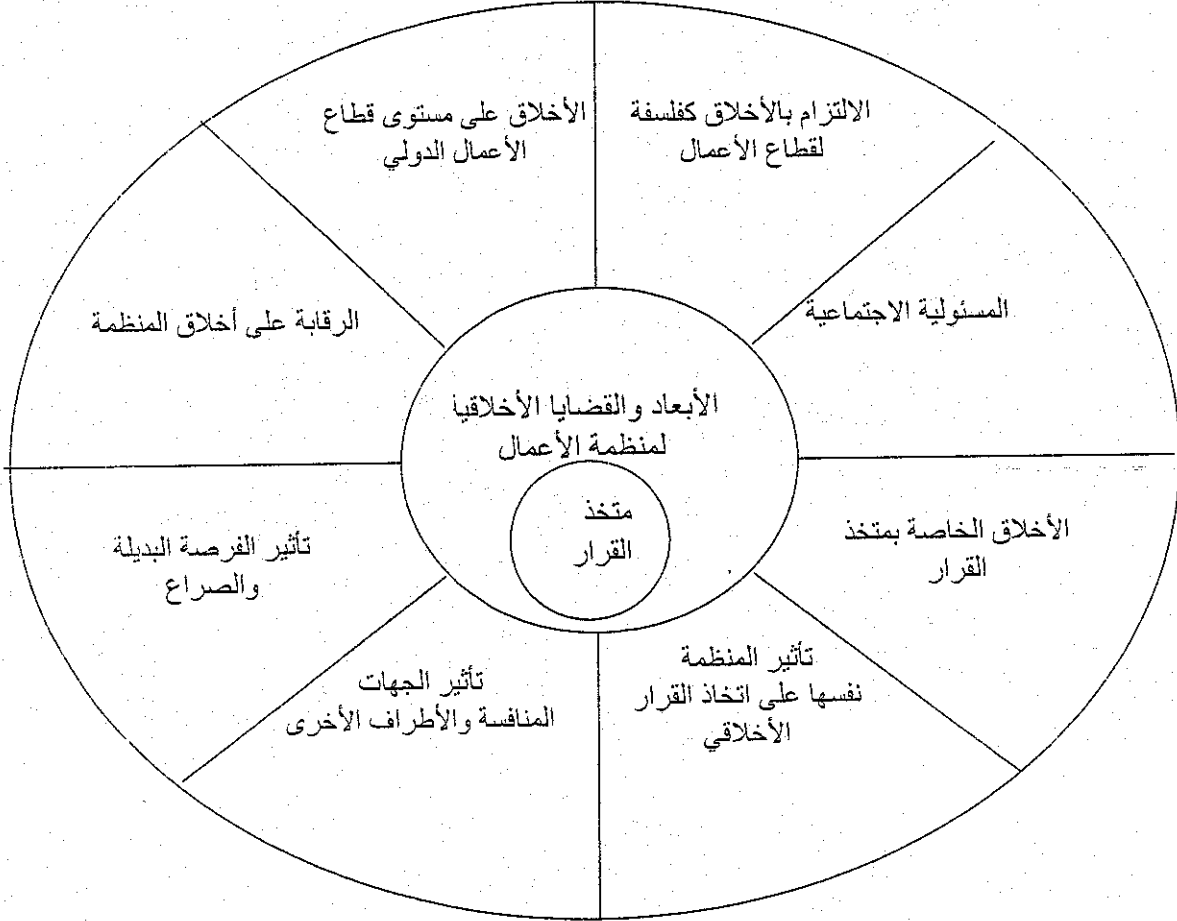 الالتزام بالأخلاق كفلسفة
لقطاع الأعمال
الأخلاق على مستوى قطاع
الأعمال الدولي
المسئولية الاجتماعية
الرقابة على أخلاق المنظمة
الأبعاد والقضايا الأخلاقيا
لمنظمة الأعمال
متخذ
القرار
الأخلاق الخاصة بمتخذ
القرار
تأثير الفرصة البديلة
والصراع
تأثير المنظمة
نفسها على اتخاذ القرار
الأخلاقي
تأثير الجهات
المنافسة والأطراف الأخرى